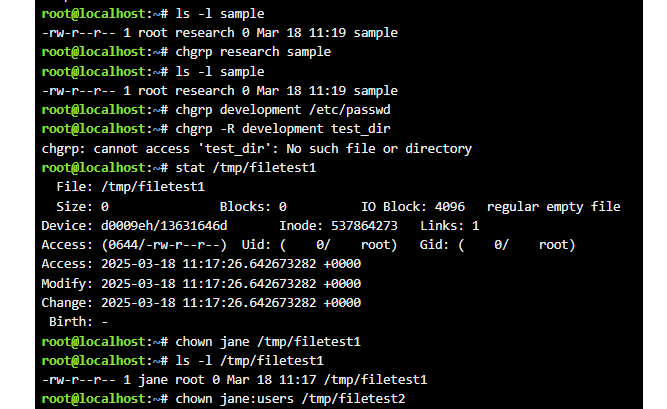 root@localhost:~# ls -l sample
-rw-r--r-- 1 root research 0 Mar 18 11:19 sample
root@localhost:~# chgrp research sample
root@localhost:~# ls -l sample
-rw-r--r-- 1 root research 0 Mar 18 11:19 sample
root@localhost:~# chgrp development /etc/passwd
root@localhost:~# chgrp -R development test_dir
chgrp: cannot access 'test_dir': No such file or directory
root@localhost:~# stat /tmp/filetest1
  File: /tmp/filetest1
  Size: 0               Blocks: 0          IO Block: 4096   regular empty file
Device: d0009eh/13631646d       Inode: 537864273   Links: 1
Access: (0644/-rw-r--r--)  Uid: (    0/    root)   Gid: (    0/    root)
Access: 2025-03-18 11:17:26.642673282 +0000
Modify: 2025-03-18 11:17:26.642673282 +0000
Change: 2025-03-18 11:17:26.642673282 +0000
 Birth: -
root@localhost:~# chown jane /tmp/filetest1
root@localhost:~# ls -l /tmp/filetest1
-rw-r--r-- 1 jane root 0 Mar 18 11:17 /tmp/filetest1
root@localhost:~# chown jane:users /tmp/filetest2